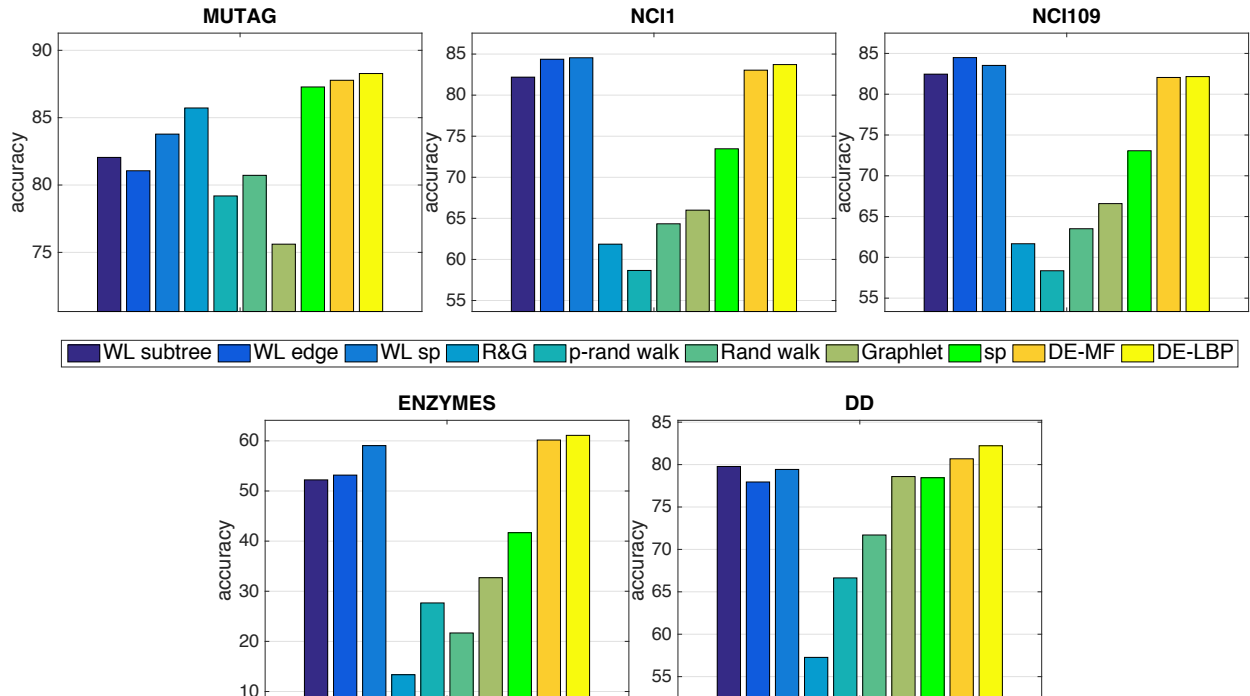 MUTAG
90
85
80
75
accuracy
NCI1
85
80
75
70
65
60
55
accuracy
NCI109
85
80
75
70
65
60
55
accuracy
WL subtree WL edge WL sp R&G p-rand walk Rand walk Graphlet sp DE-MF DE-LBP
ENZYMES
60
50
40
30
20
10
accuracy
DD
85
80
75
70
65
60
55
accuracy